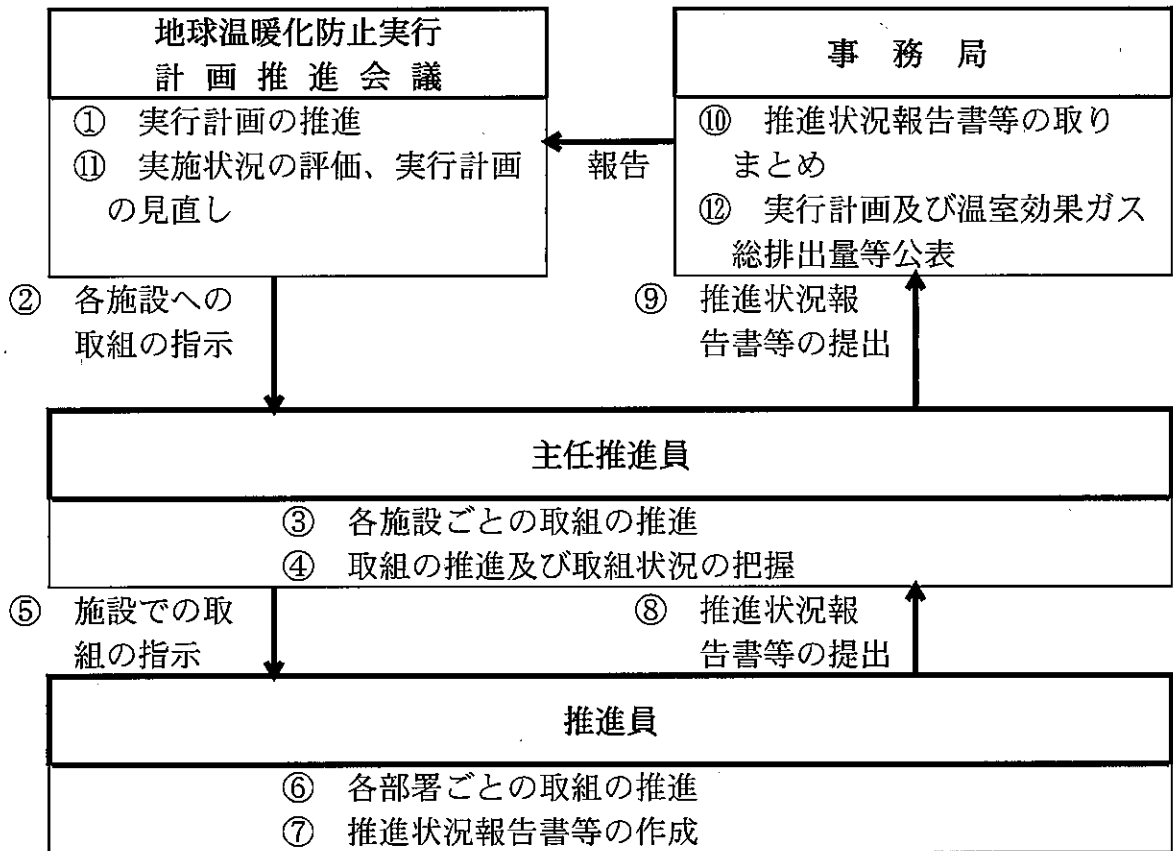 地球温暖化防止実行
計画推進会議
① 実行計画の推進
⑪ 実施状況の評価、実行計画
の見直し
報告
事務局
⑩ 推進状況報告書等の取り
まとめ
⑫ 実行計画及び温室効果ガス
総排出量等公表
② 各施設への
取組の指示
⑨ 推進状況報
告書等の提出
主任推進員
③ 各施設ごとの取組の推進
④ 取組の推進及び取組状況の把握
⑤ 施設での取
組の指示
⑧ 推進状況報
告書等の提出
推進員
⑥ 各部署ごとの取組の推進
⑦ 推進状況報告書等の作成